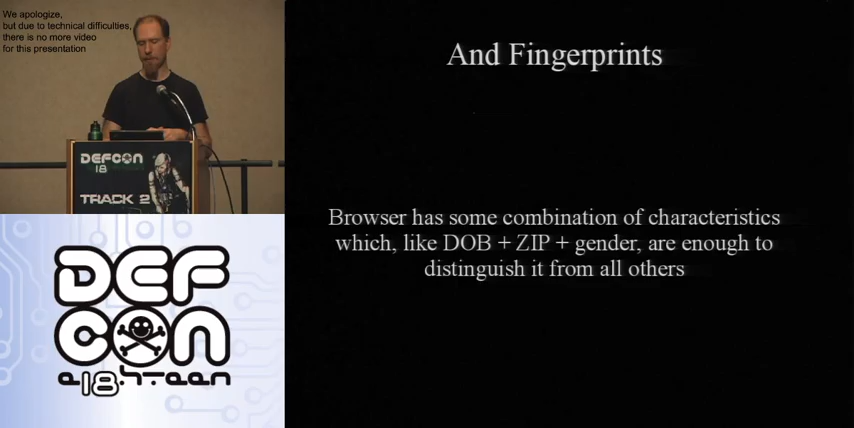 We apologize,
but due to technical difficulties,
there is no more video
for this presentation
DEFCON
18
TRACK 2
DEF
CON
e18hteen
And Fingerprints
Browser has some combination of characteristics
which, like DOB + ZIP + gender, are enough to
distinguish it from all others